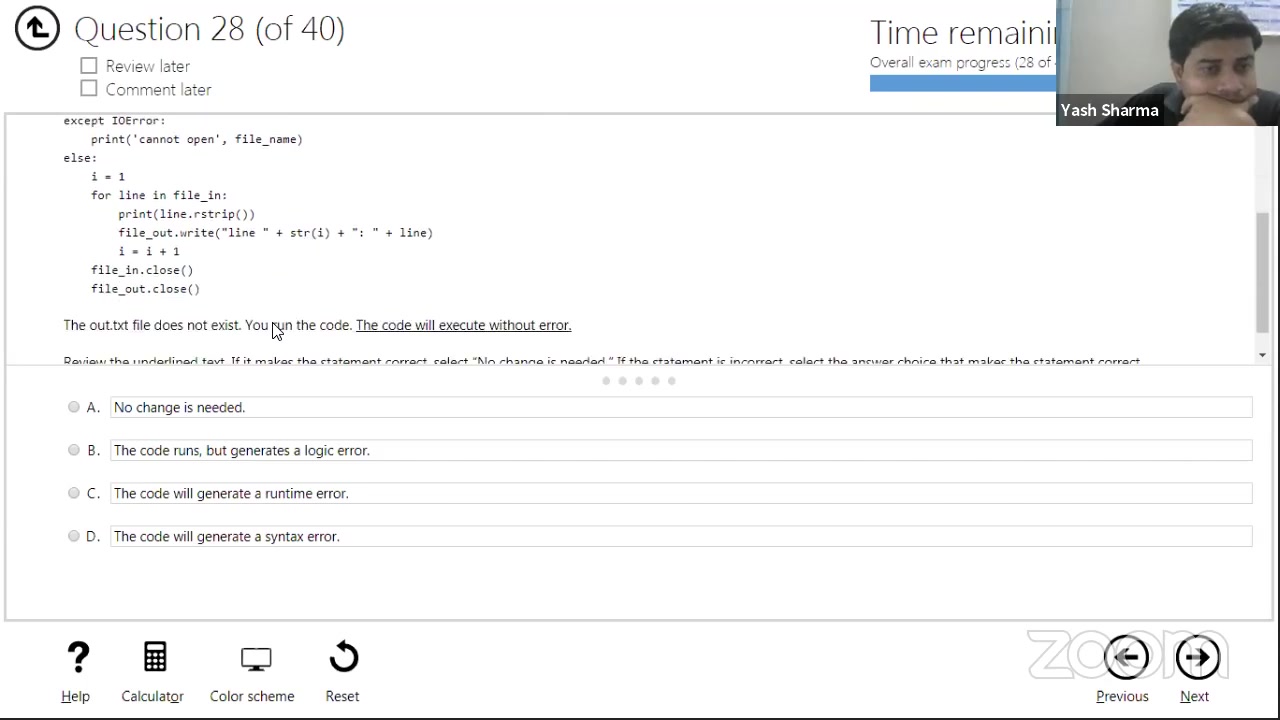 Question 28 (of 40)
Review later
Comment later
Time remaini
Overall exam progress (28 of
Yash Sharma
except IOError:
print('cannot open', file_name)
else:
i = 1
for line in file_in:
print(line.rstrip())
file_out.write("line " + str(i) + ": " + line)
i = i + 1
file_in.close()
file_out.close()
The out.txt file does not exist. You run the code. The code will execute without error.
Review the underlined text. If it makes the statement correct, select "No change is needed." If the statement is incorrect, select the answer choice that makes the statement correct.
A. No change is needed.
B. The code runs, but generates a logic error.
C. The code will generate a runtime error.
D. The code will generate a syntax error.
? 
Help
Calculator
Color scheme
Reset
zoom
Previous
Next